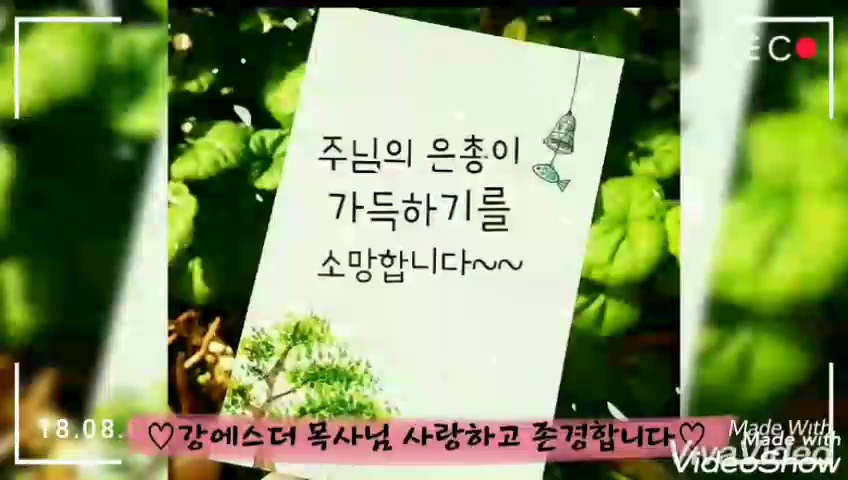 주님의 은총이
가득하기를
소망합니다~~
♡강에스더 목사님 사랑하고 존경합니다♡
EC
18.08.
Made With
VivaVideo
Made with
VideoShow